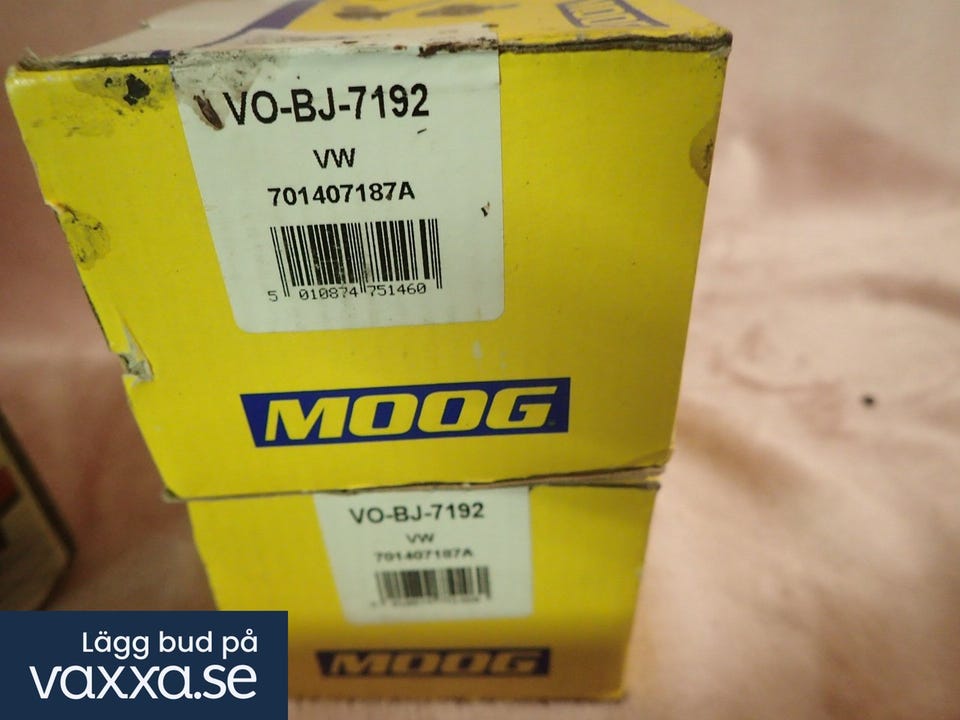 MOOG
VO-BJ-7192
VW
701407187A
5 010874 751460
MOOG
VO-BJ-7192
VW
701407187A
MOOG
Lägg bud på
vaxxa.se